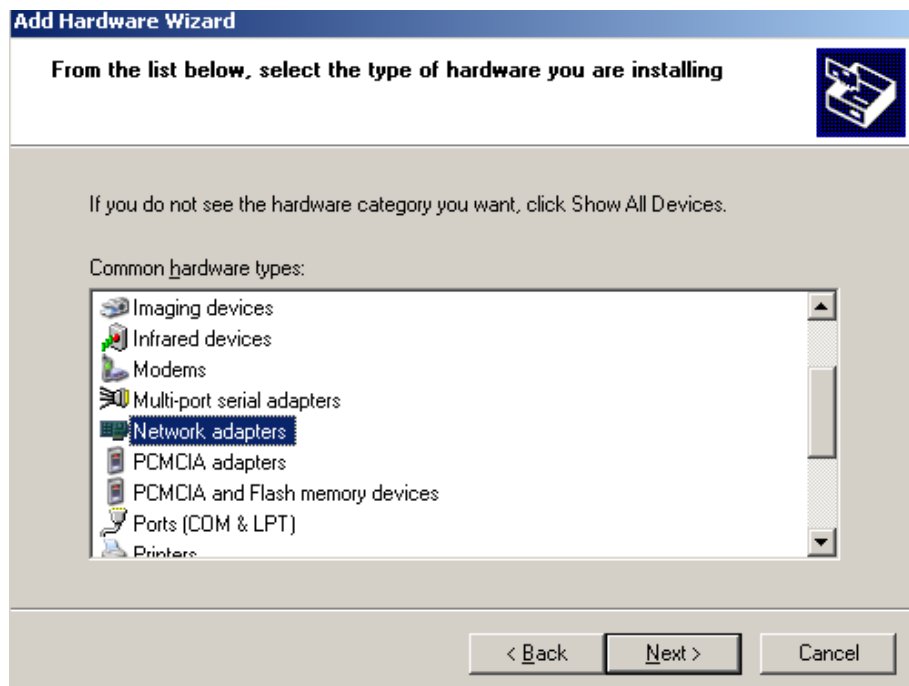 Add Hardware Wizard
From the list below, select the type of hardware you are installing
If you do not see the hardware category you want, click Show All Devices.
Common hardware types:
Imaging devices
Infrared devices
Modems
Multi-port serial adapters
Network adapters
PCMCIA adapters
PCMCIA and Flash memory devices
Ports (COM & LPT)
Printers
< Back Next > Cancel